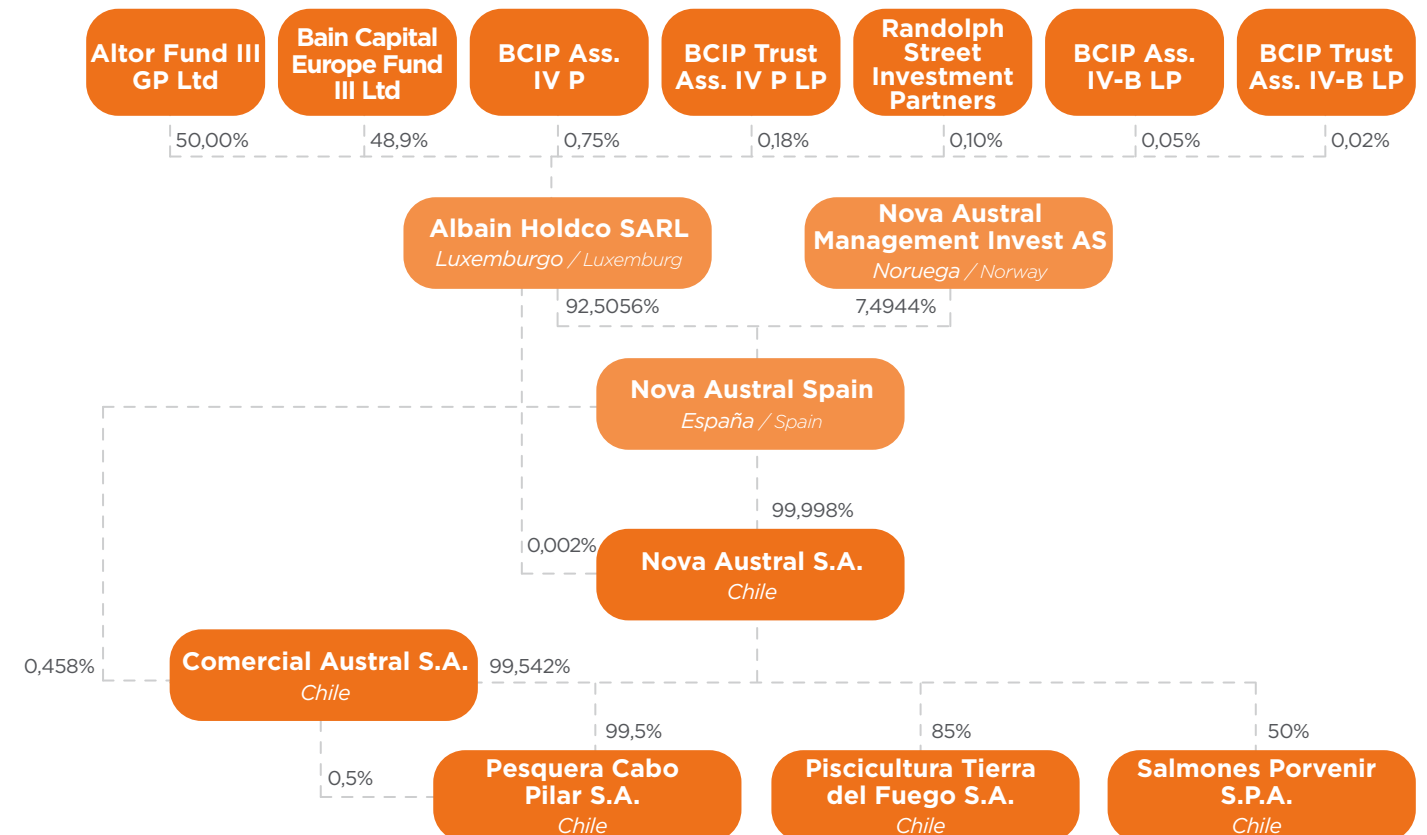 Altor Fund III
GP Ltd
Bain Capital
Europe Fund
III Ltd
BCIP Ass.
IV P
BCIP Trust
Ass. IV P LP
Randolph
Street
Investment
Partners
BCIP Ass.
IV-B LP
BCIP Trust
Ass. IV-B LP
50,00%
48,9%
0,75%
0,18%
0,10%
0,05%
0,02%
Albain Holdco SARL
Luxemburgo / Luxemburg
Nova Austral
Management Invest AS
Noruega / Norway
92,5056%
7,4944%
Nova Austral Spain
España / Spain
99,998%
0,002%
Nova Austral S.A.
Chile
0,458%
Comercial Austral S.A.
Chile
99,542%
99,5%
85%
50%
0,5%
Pesquera Cabo
Pilar S.A.
Chile
Piscicultura Tierra
del Fuego S.A.
Chile
Salmones Porvenir
S.P.A.
Chile